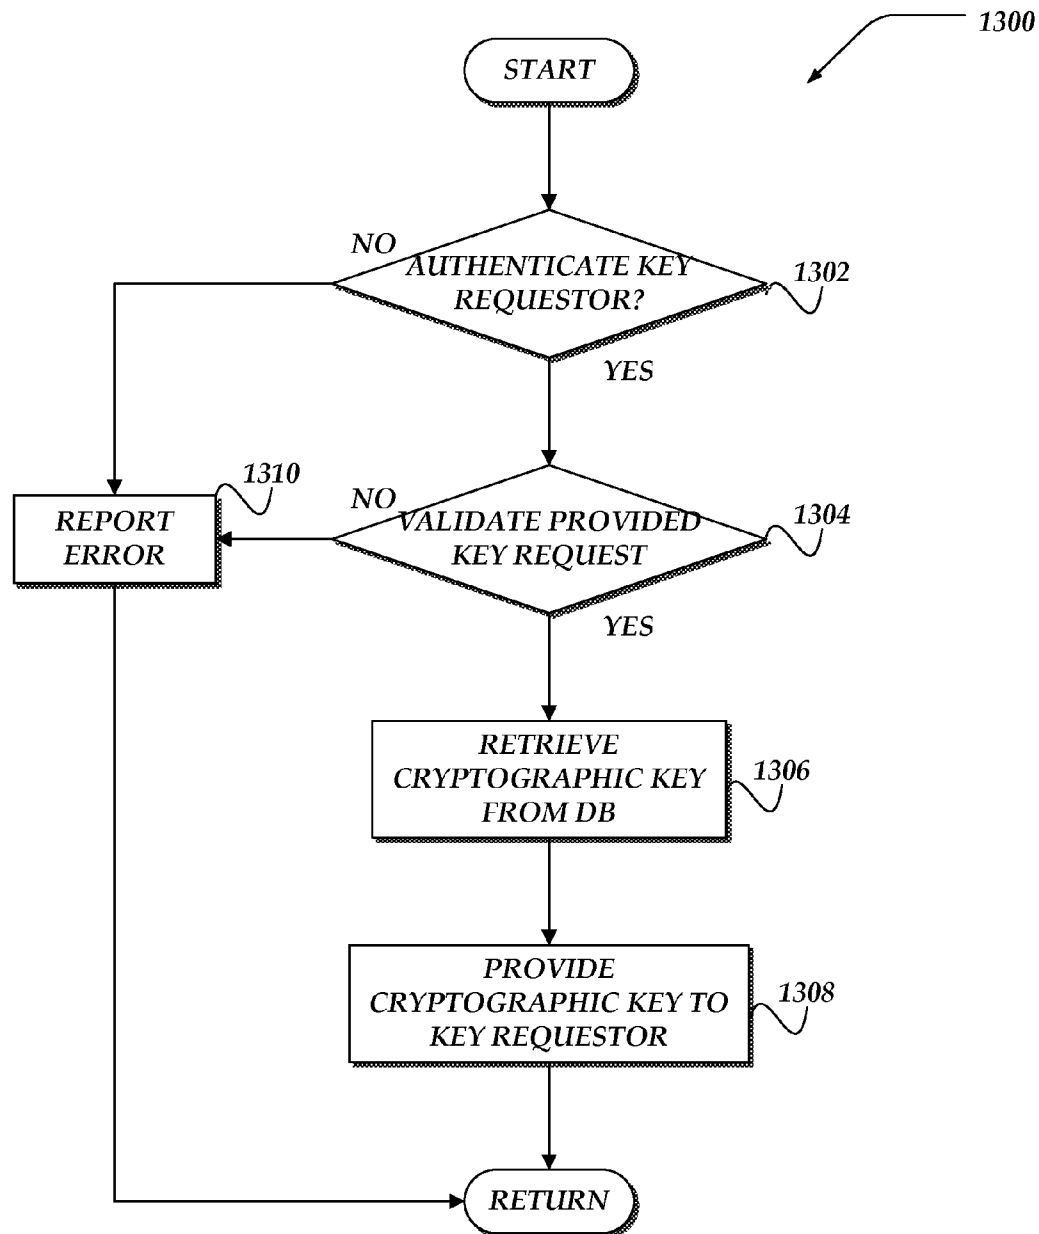 1300
START
NO
AUTHENTICATE KEY
REQUESTOR?
1302
YES
1310
REPORT
ERROR
NO
VALIDATE PROVIDED
KEY REQUEST
1304
YES
RETRIEVE
CRYPTOGRAPHIC KEY
FROM DB
1306
PROVIDE
CRYPTOGRAPHIC KEY TO
KEY REQUESTOR
1308
RETURN